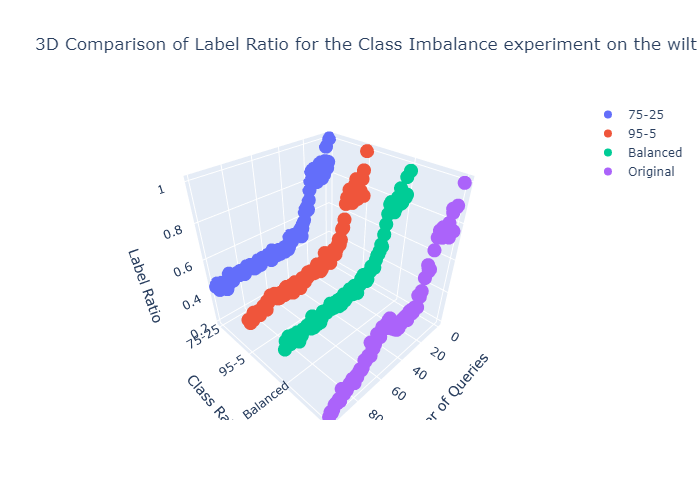 3D Comparison of Label Ratio for the Class Imbalance experiment on the wilt
75-25
95-5
Balanced
Original
1
0.8
0.6
0.4
0.2
Label Ratio
75-25
95-5
Balanced
Class Ra
0
20
40
60
80
er of Queries